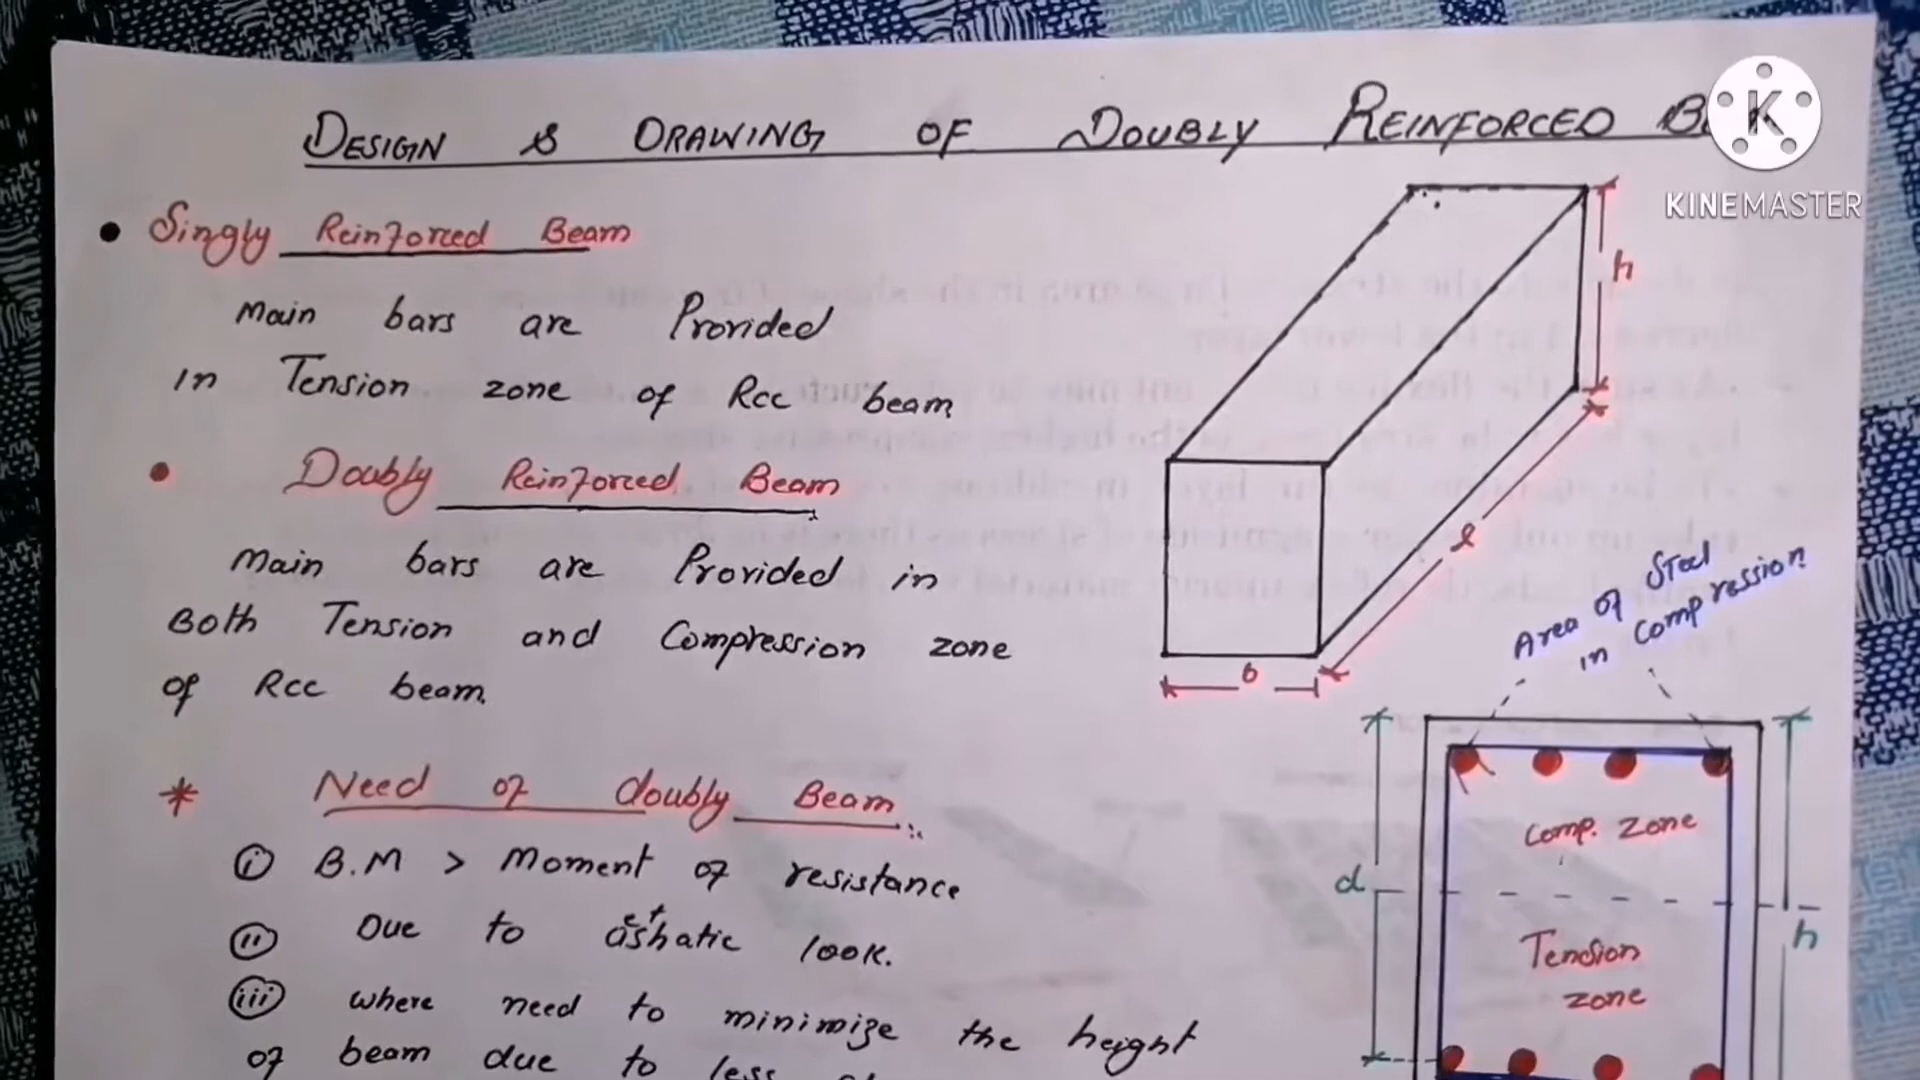 DESIGN & DRAWING OF DOUBLY REINFORCED
K
KINEMASTER
• Singly Reinforced Beam
Main bars are Provided
in Tension zone of Rcc beam
• Doubly Reinforced Beam
Main bars are Provided in
Both Tension and Compression zone
of Rcc beam.
* Need of doubly Beam :.
(i) B.M > Moment of resistance
(ii) Due to look.
(iii) where need to minimize the height
of beam due to less
h
l
b
Area of Steel
in Compression
Comp. Zone
d
h
Tension
zone